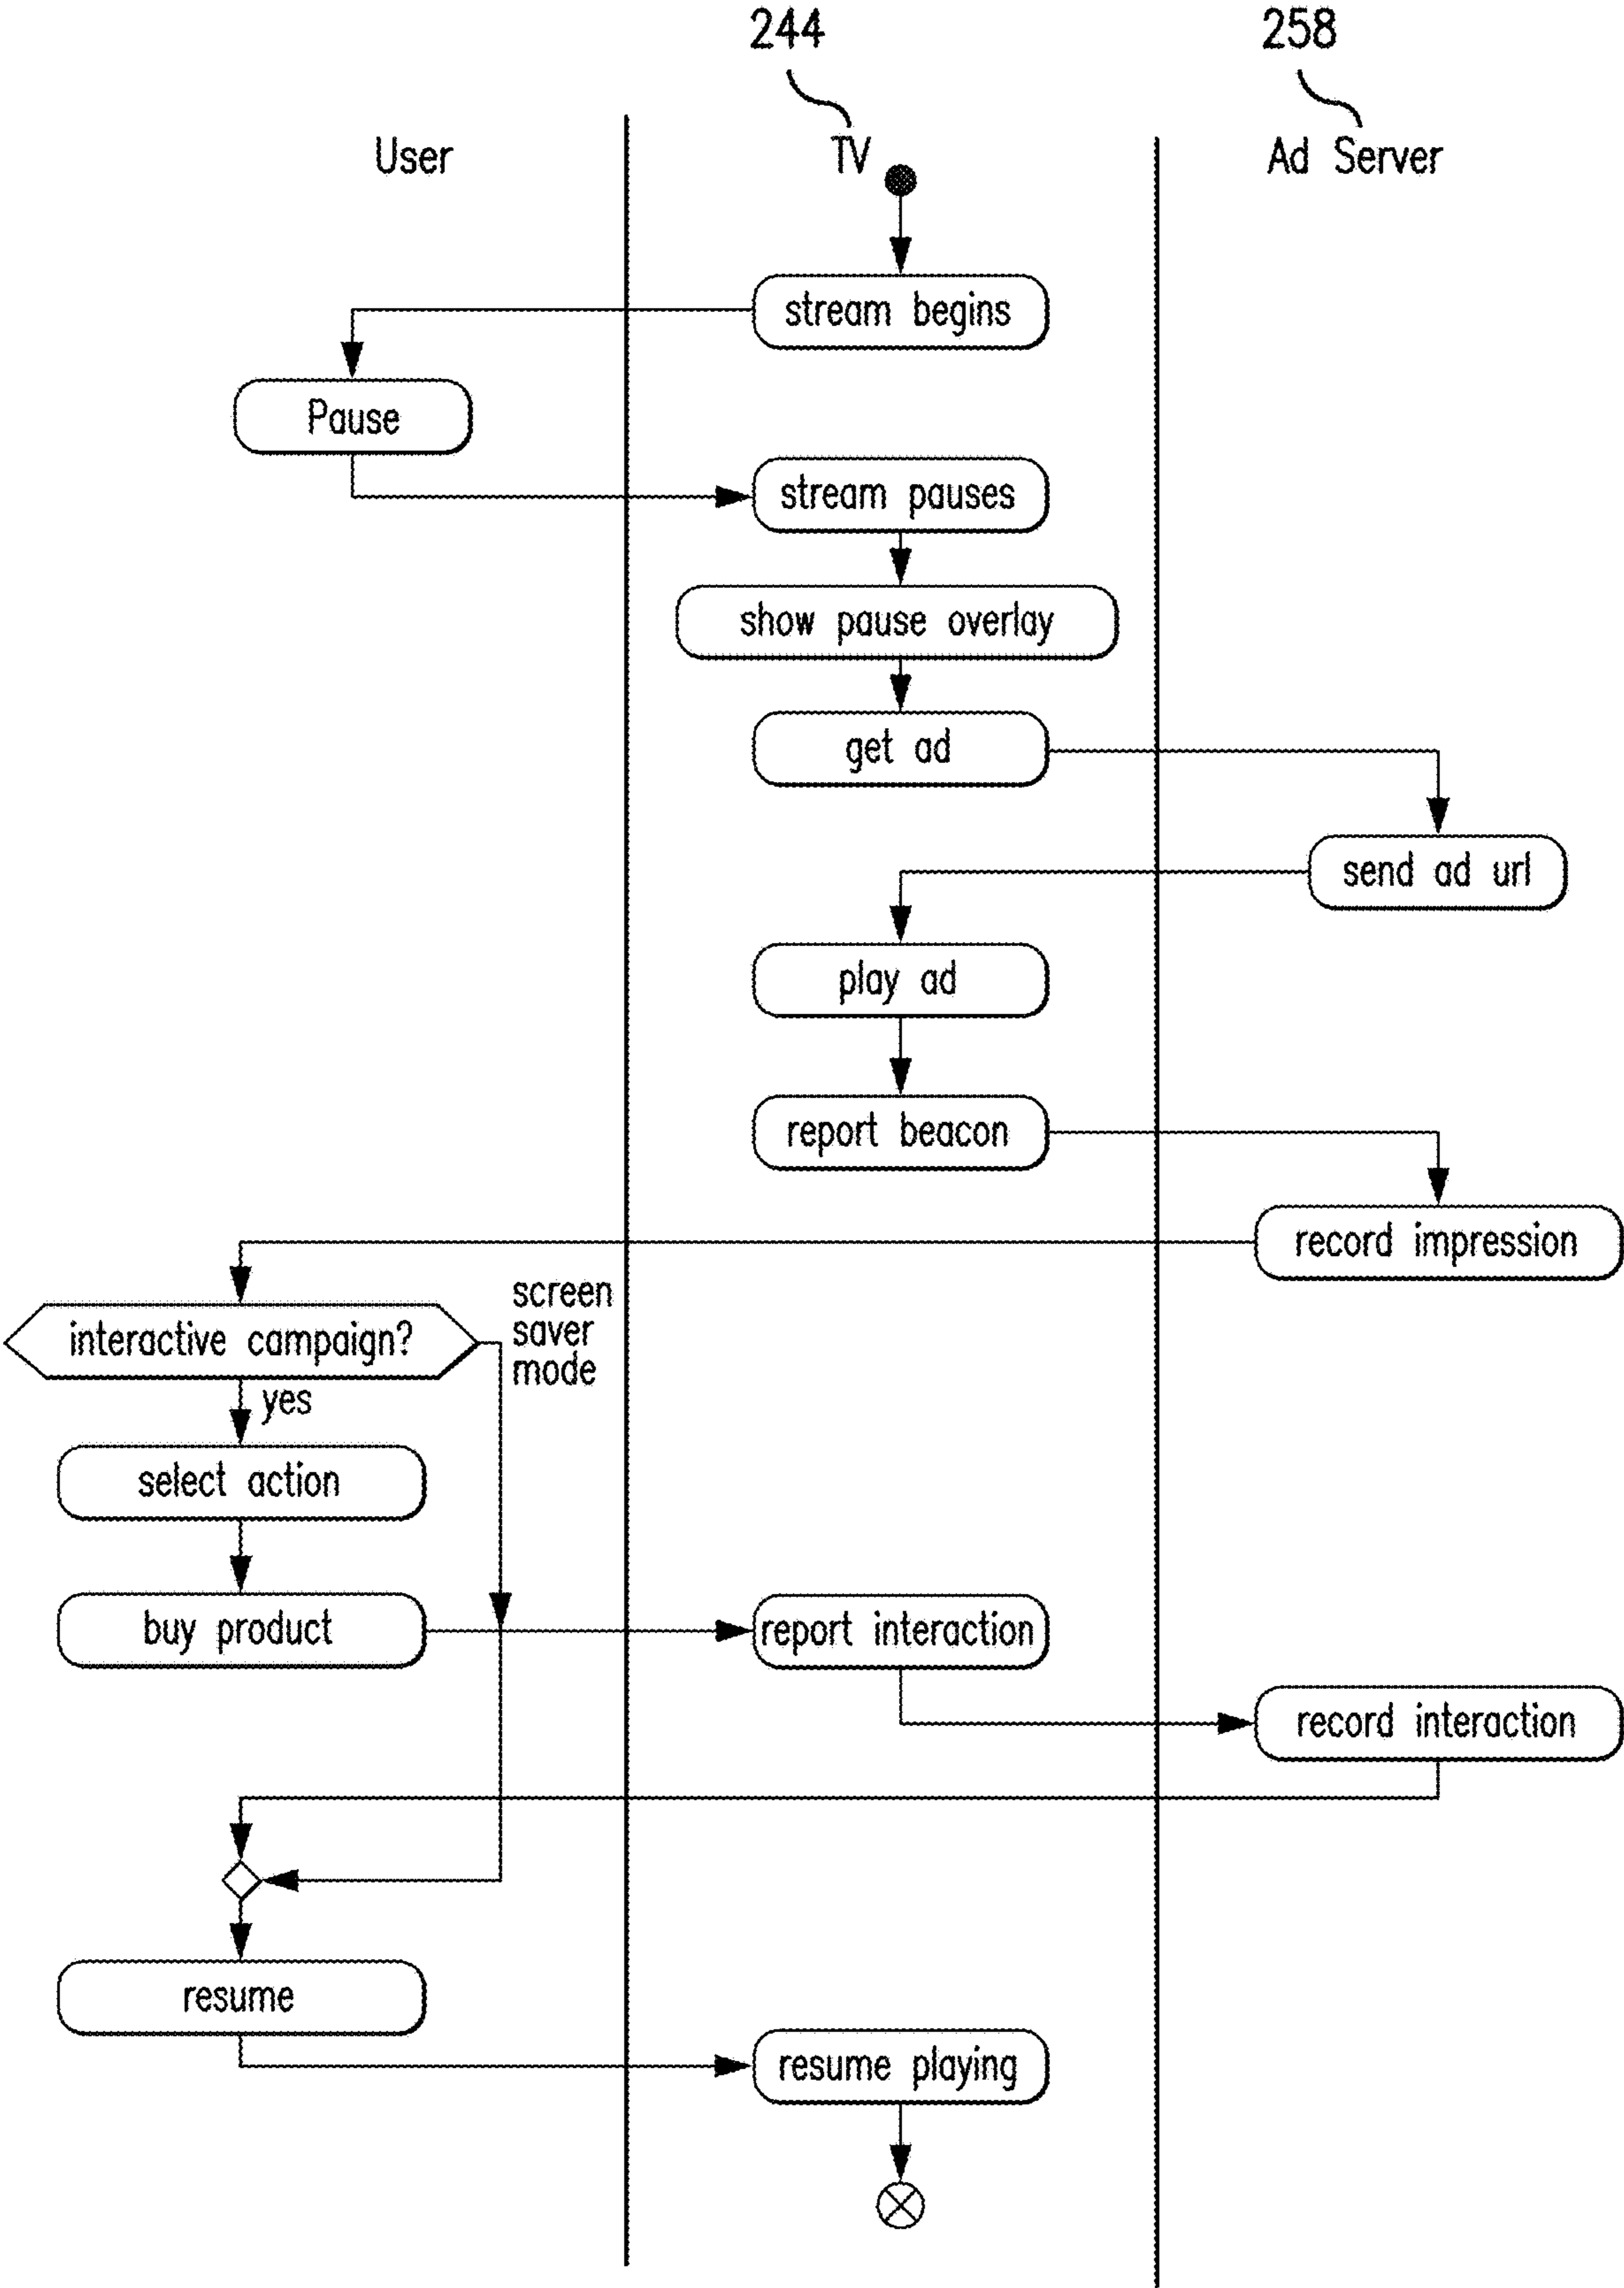 244
258
User
TV
Ad Server
stream begins
Pause
stream pauses
show pause overlay
get ad
send ad url
play ad
report beacon
record impression
interactive campaign?
screen
saver
mode
yes
select action
buy product
report interaction
record interaction
resume
resume playing